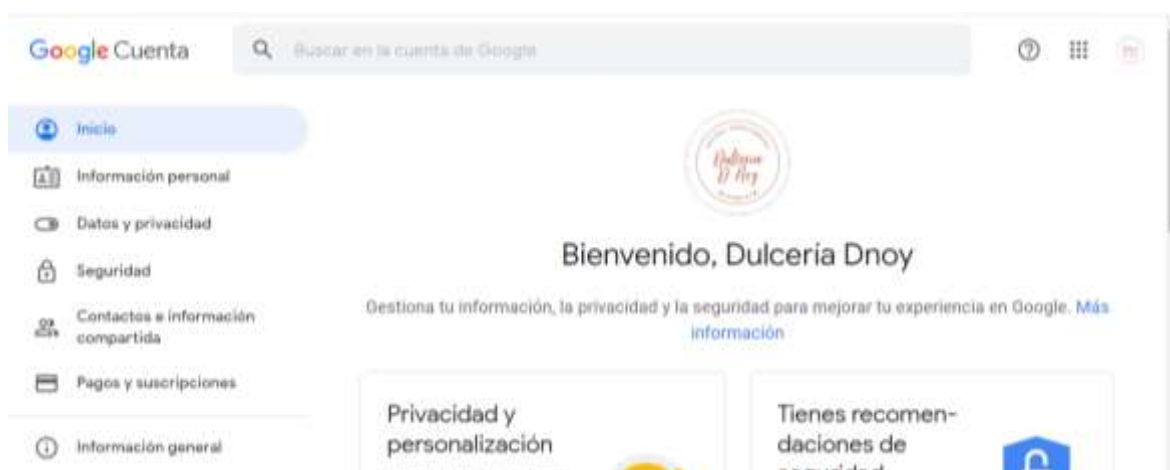 Google Cuenta
Buscar en la cuenta de Google
Inicio
Información personal
Datos y privacidad
Seguridad
Contactos e información
compartida
Pagos y suscripciones
Información general
Bienvenido, Dulcería Dnoy
Gestiona tu información, la privacidad y la seguridad para mejorar tu experiencia en Google. Más
información
Privacidad y
personalización
Tienes recomen-
daciones de
seguridad